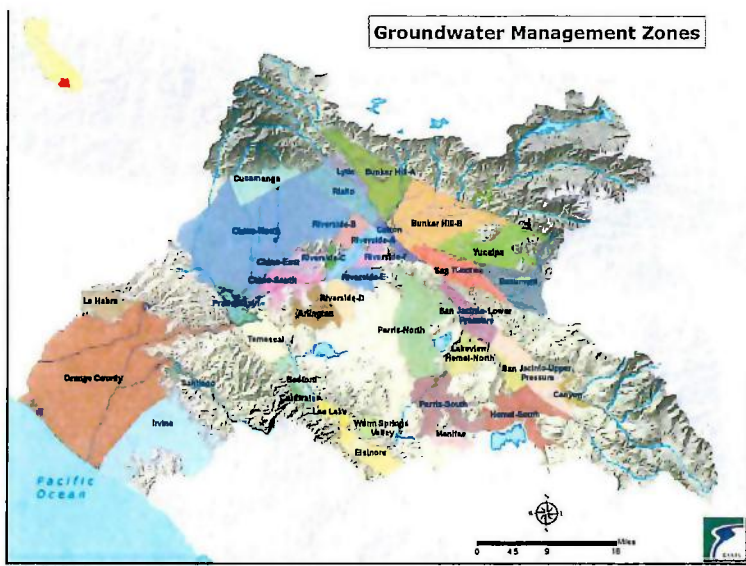 Groundwater Management Zones
Cucamonga
Lytle
Bunker Hill-A
Rialto
Chino-North
Riverside-B
Colton
Bunker Hill-B
Riverside-A
Yucaipa
Chino-East
Riverside-C
Riverside-F
San Timoteo
Chino-South
Riverside-E
Beaumont
La Habra
Riverside-D
Arlington
San Jacinto-Lower
Pressure
Temescal
Perris-North
Lakeview
Hemet-North
Orange County
San Jacinto-Upper
Pressure
Santiago
Bedford
Coldwater
Canyon
Lee Lake
Perris-South
Hemet-South
Irvine
Warm Springs
Valley
Menifee
Elsinore
Pacific
Ocean
0 4.5 9 18
Miles